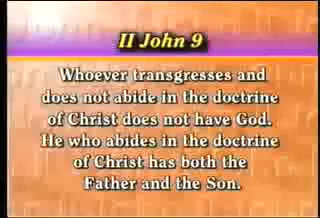 II John 9
Whoever transgresses and
does not abide in the doctrine
of Christ does not have God.
He who abides in the doctrine
of Christ has both the
Father and the Son.